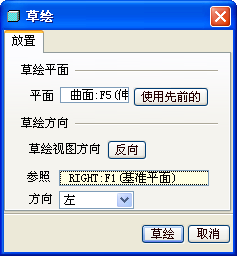 草绘
放置
草绘平面
平面 曲面:F5(伸 使用先前的
草绘方向
草绘视图方向 反向
参照 RIGHT:F1(基准平面)
方向 左
草绘 取消